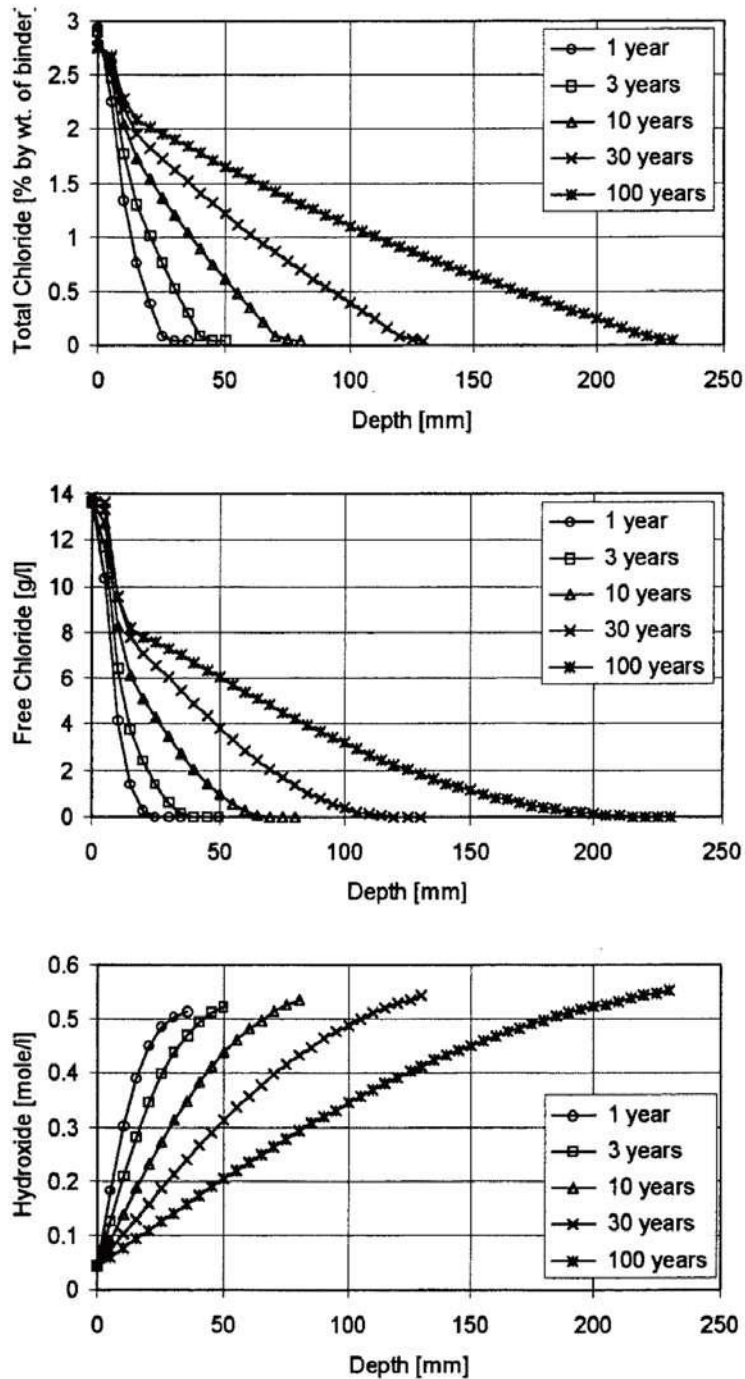 Total Chloride [% by wt. of binder]
3
2.5
2
1.5
1
0.5
0
1 year
3 years
10 years
30 years
100 years
0 50 100 150 200 250
Depth [mm]
Free Chloride [g/l]
14
12
10
8
6
4
2
0
1 year
3 years
10 years
30 years
100 years
0 50 100 150 200 250
Depth [mm]
Hydroxide [mole/l]
0.6
0.5
0.4
0.3
0.2
0.1
0
1 year
3 years
10 years
30 years
100 years
0 50 100 150 200 250
Depth [mm]